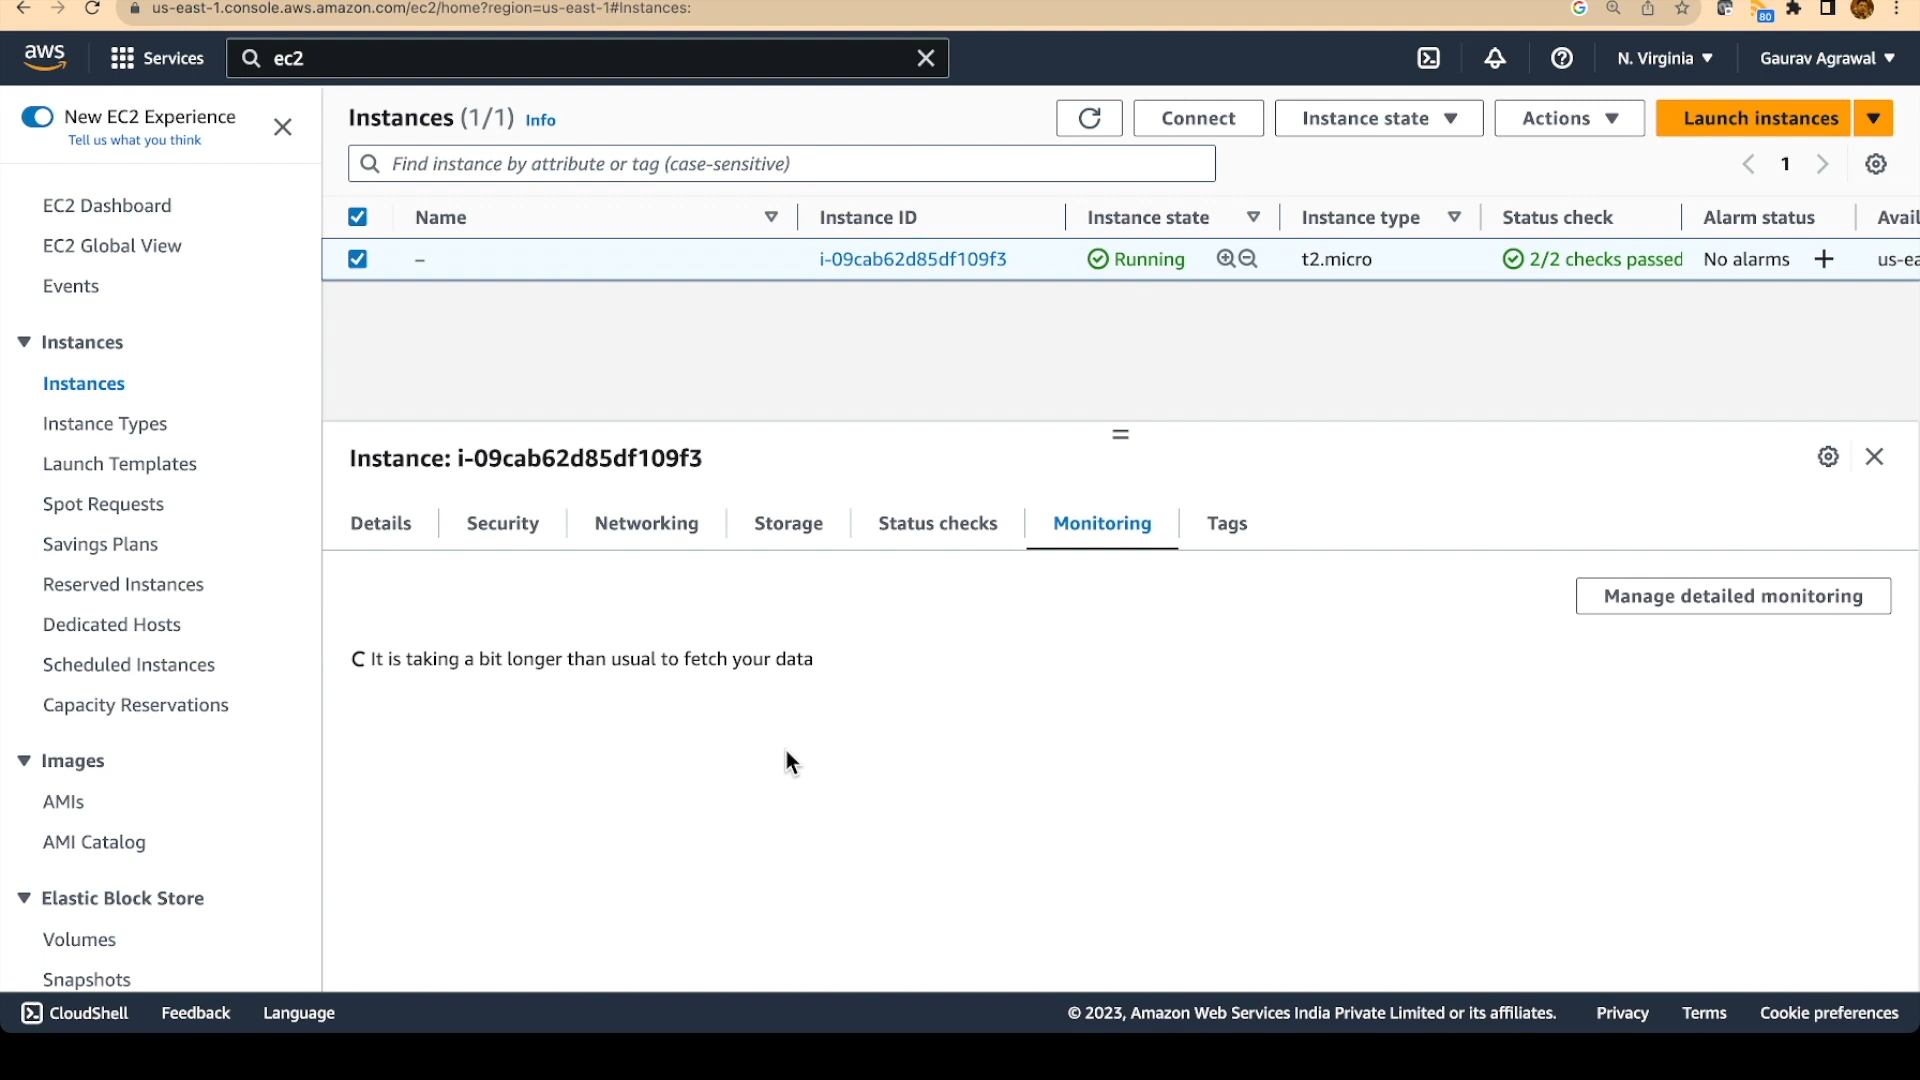 us-east-1.console.aws.amazon.com/ec2/home?region=us-east-1#Instances:
80
aws
Services
ec2
N. Virginia
Gaurav Agrawal
New EC2 Experience
Tell us what you think
EC2 Dashboard
EC2 Global View
Events
Instances
Instances
Instance Types
Launch Templates
Spot Requests
Savings Plans
Reserved Instances
Dedicated Hosts
Scheduled Instances
Capacity Reservations
Images
AMIs
AMI Catalog
Elastic Block Store
Volumes
Snapshots
Instances (1/1) Info
Connect
Instance state
Actions
Launch instances
Find instance by attribute or tag (case-sensitive)
1
Name Instance ID Instance state Instance type Status check Alarm status Avail
– i-09cab62d85df109f3 Running t2.micro 2/2 checks passed No alarms + us-ea
Instance: i-09cab62d85df109f3
Details Security Networking Storage Status checks Monitoring Tags
Manage detailed monitoring
It is taking a bit longer than usual to fetch your data
CloudShell Feedback Language © 2023, Amazon Web Services India Private Limited or its affiliates. Privacy Terms Cookie preferences